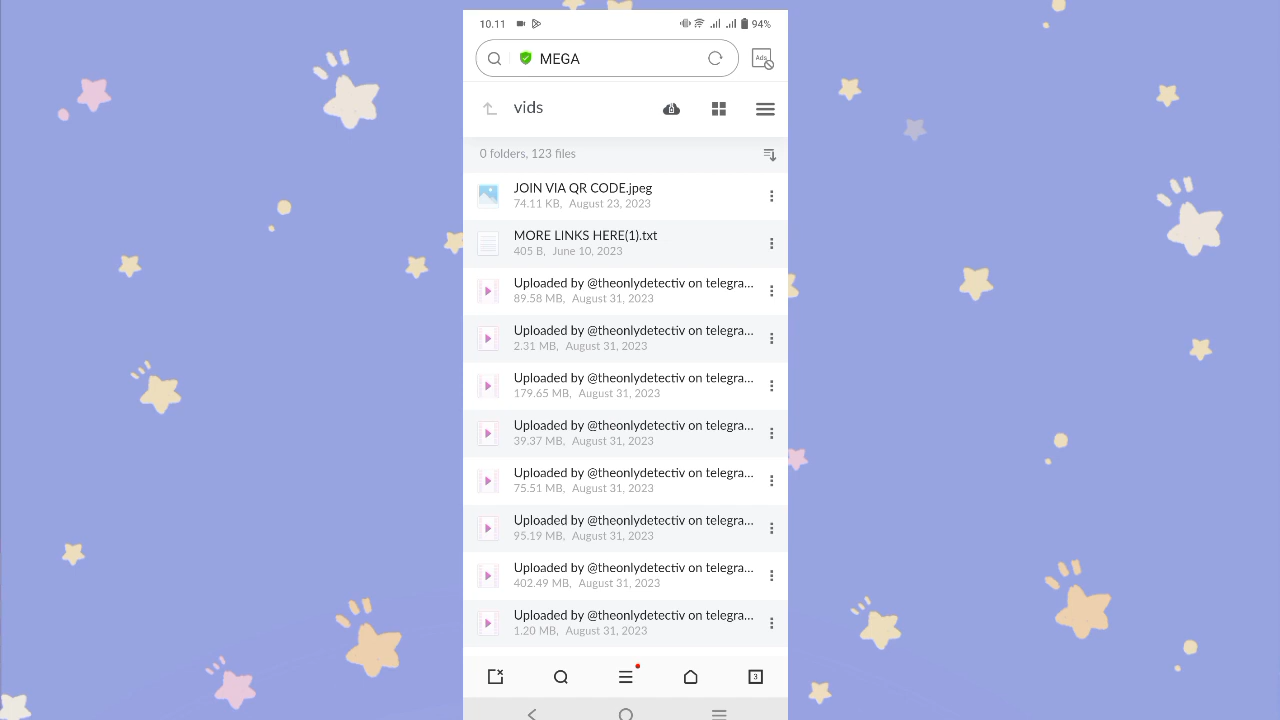 10.11 94%
MEGA Ads
vids
0 folders, 123 files
JOIN VIA QR CODE.jpeg
74.11 KB, August 23, 2023
MORE LINKS HERE(1).txt
405 B, June 10, 2023
Uploaded by @theonlydetectiv on telegra...
89.58 MB, August 31, 2023
Uploaded by @theonlydetectiv on telegra...
2.31 MB, August 31, 2023
Uploaded by @theonlydetectiv on telegra...
179.65 MB, August 31, 2023
Uploaded by @theonlydetectiv on telegra...
39.37 MB, August 31, 2023
Uploaded by @theonlydetectiv on telegra...
75.51 MB, August 31, 2023
Uploaded by @theonlydetectiv on telegra...
95.19 MB, August 31, 2023
Uploaded by @theonlydetectiv on telegra...
402.49 MB, August 31, 2023
Uploaded by @theonlydetectiv on telegra...
1.20 MB, August 31, 2023
3